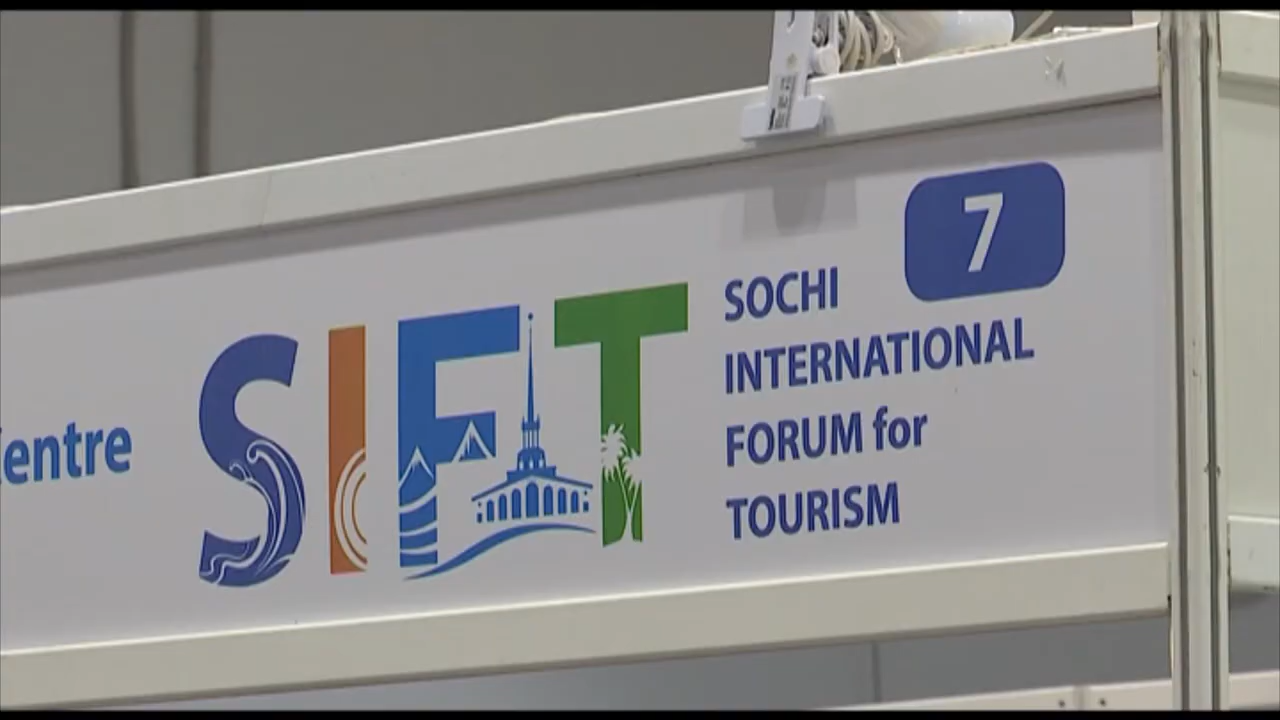 entre
SIFT
7
SOCHI
INTERNATIONAL
FORUM for
TOURISM